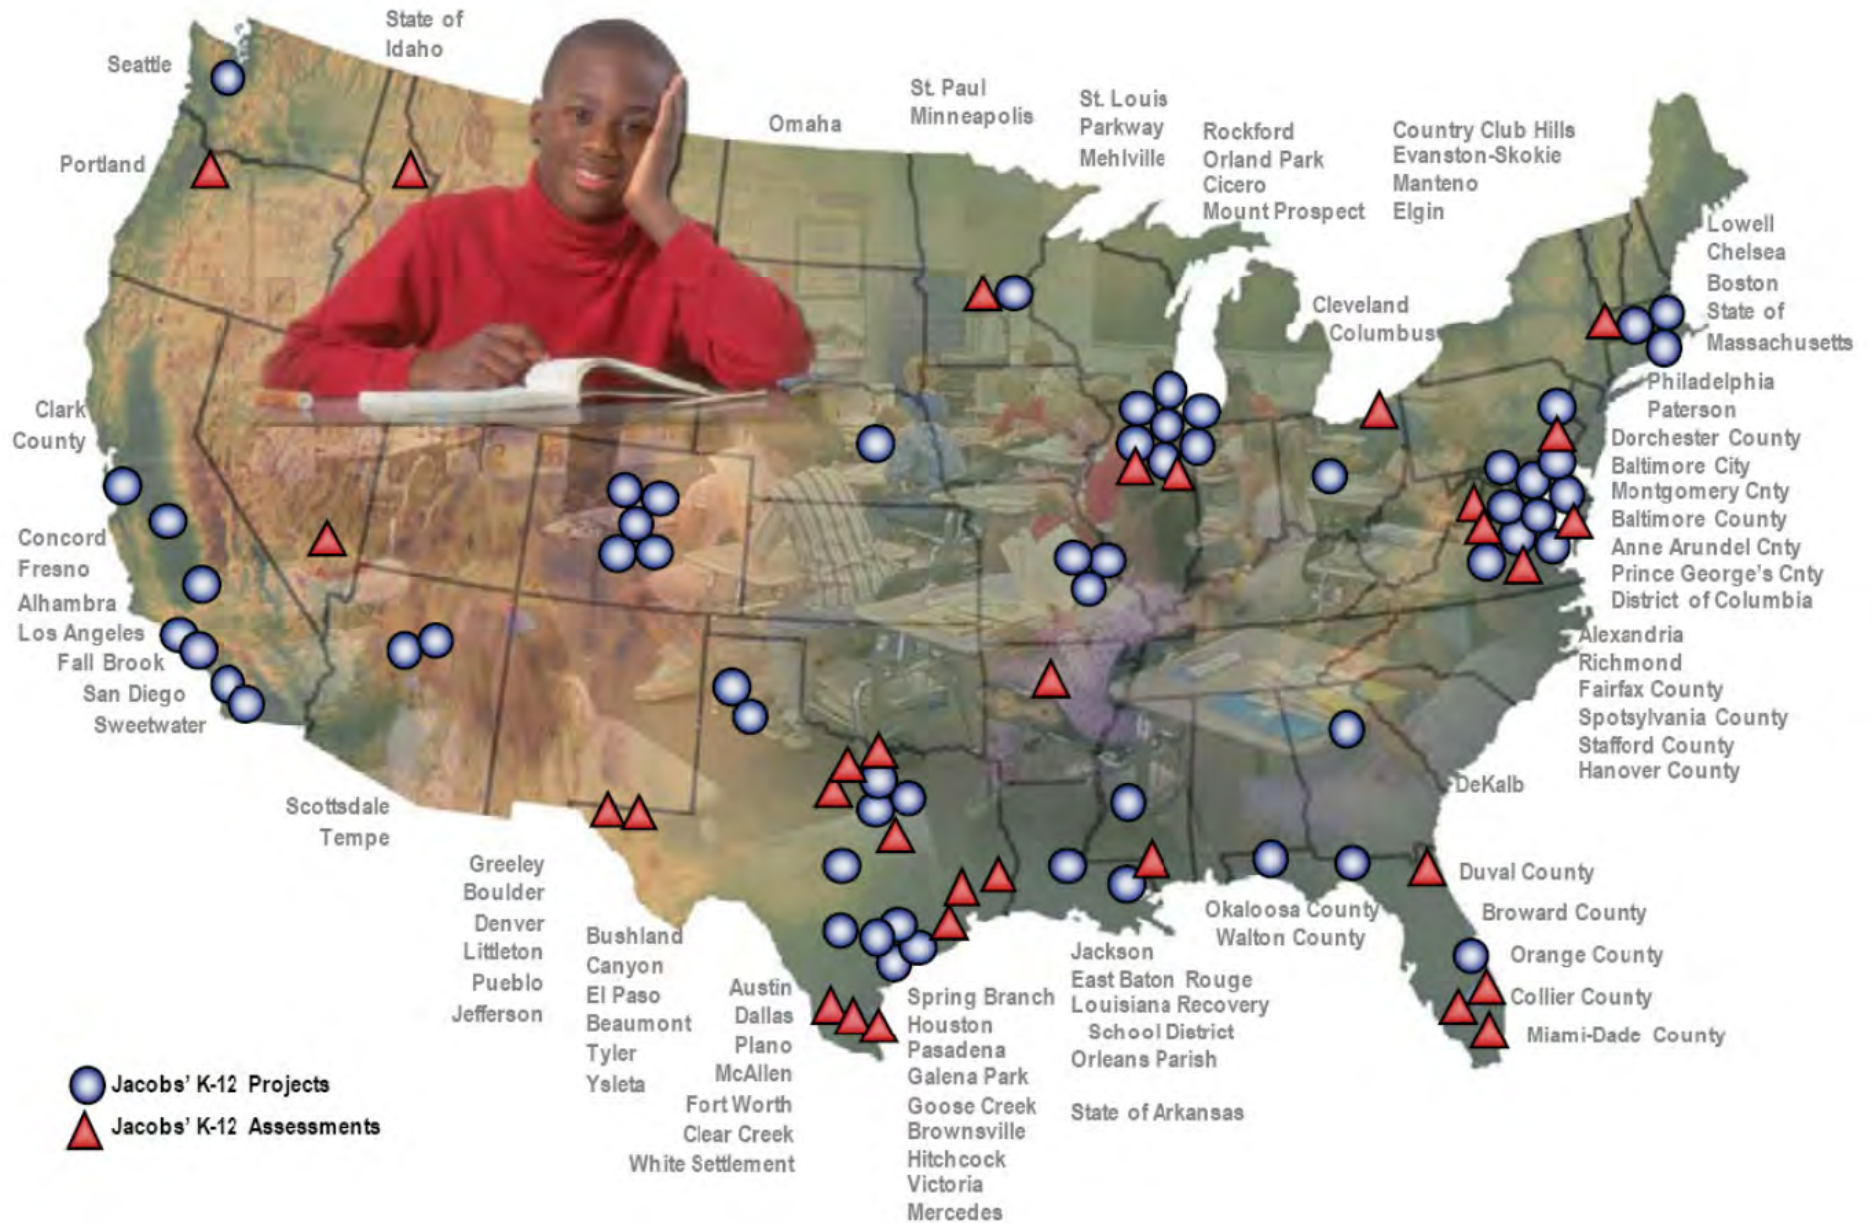 State of
Idaho
Seattle
Portland
Omaha
St. Paul
Minneapolis
St. Louis
Parkway
Mehlville
Rockford
Orland Park
Cicero
Mount Prospect
Country Club Hills
Evanston-Skokie
Manteno
Elgin
Lowell
Chelsea
Boston
State of
Massachusetts
Cleveland
Columbus
Philadelphia
Paterson
Dorchester County
Baltimore City
Montgomery Cnty
Baltimore County
Anne Arundel Cnty
Prince George's Cnty
District of Columbia
Alexandria
Richmond
Fairfax County
Spotsylvania County
Stafford County
Hanover County
DeKalb
Clark
County
Concord
Fresno
Alhambra
Los Angeles
Fall Brook
San Diego
Sweetwater
Scottsdale
Tempe
Greeley
Boulder
Denver
Littleton
Pueblo
Jefferson
Bushland
Canyon
El Paso
Beaumont
Tyler
Ysleta
Austin
Dallas
Plano
McAllen
Fort Worth
Clear Creek
White Settlement
Spring Branch
Houston
Pasadena
Galena Park
Goose Creek
Brownsville
Hitchcock
Victoria
Mercedes
Jackson
East Baton Rouge
Louisiana Recovery
School District
Orleans Parish
State of Arkansas
Okaloosa County
Walton County
Duval County
Broward County
Orange County
Collier County
Miami-Dade County
Jacobs' K-12 Projects
Jacobs' K-12 Assessments